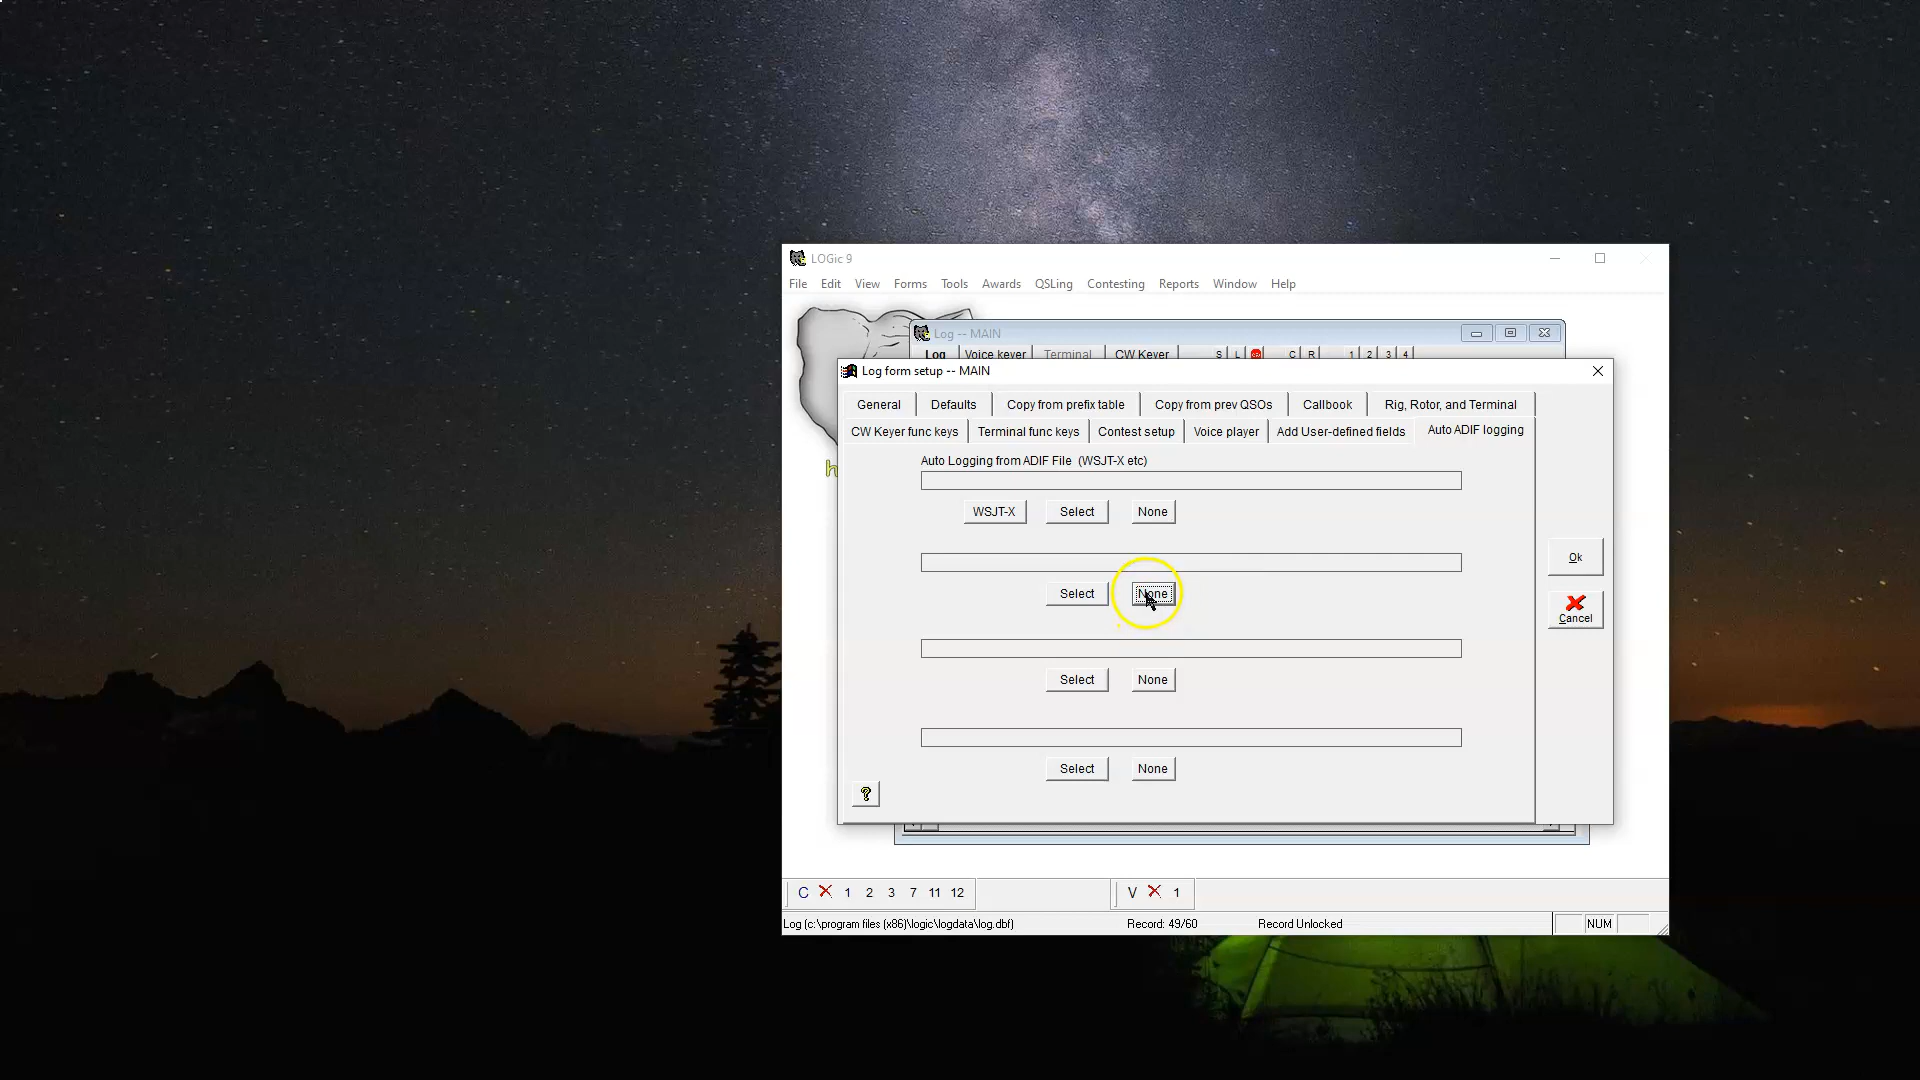 LOGic 9
File Edit View Forms Tools Awards QSLing Contesting Reports Window Help
Log -- MAIN
Log Voice keyer Terminal CW Keyer S L C R 1 2 3 4
Log form setup -- MAIN
General Defaults Copy from prefix table Copy from prev QSOs Callbook Rig, Rotor, and Terminal
CW Keyer func keys Terminal func keys Contest setup Voice player Add User-defined fields Auto ADIF logging
Auto Logging from ADIF File (WSJT-X etc)
WSJT-X Select None
Ok
Select None
Cancel
Select None
Select None
?
C 1 2 3 7 11 12 V 1
Log (c:\program files (x86)\logic\logdata\log.dbf) Record: 49/60 Record Unlocked NUM